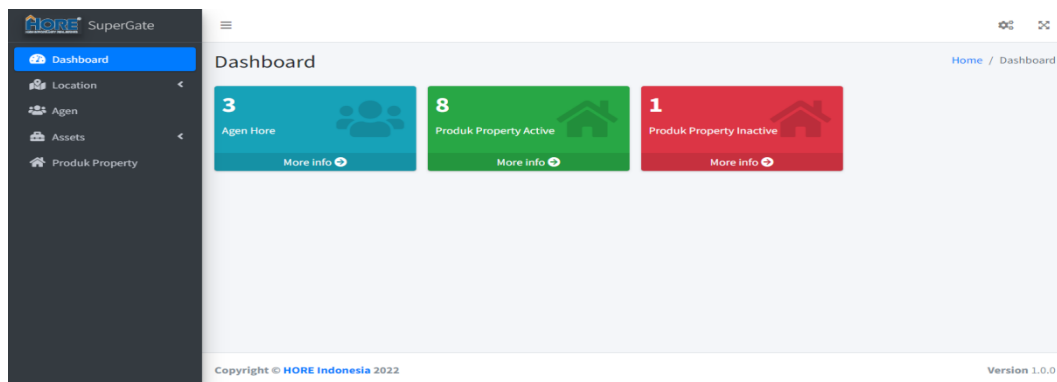 HORE SuperGate
Dashboard
Location
Agen
Assets
Produk Property
Dashboard
Home / Dashboard
3
Agen Hore
More info
8
Produk Property Active
More info
1
Produk Property Inactive
More info
Copyright © HORE Indonesia 2022
Version 1.0.0